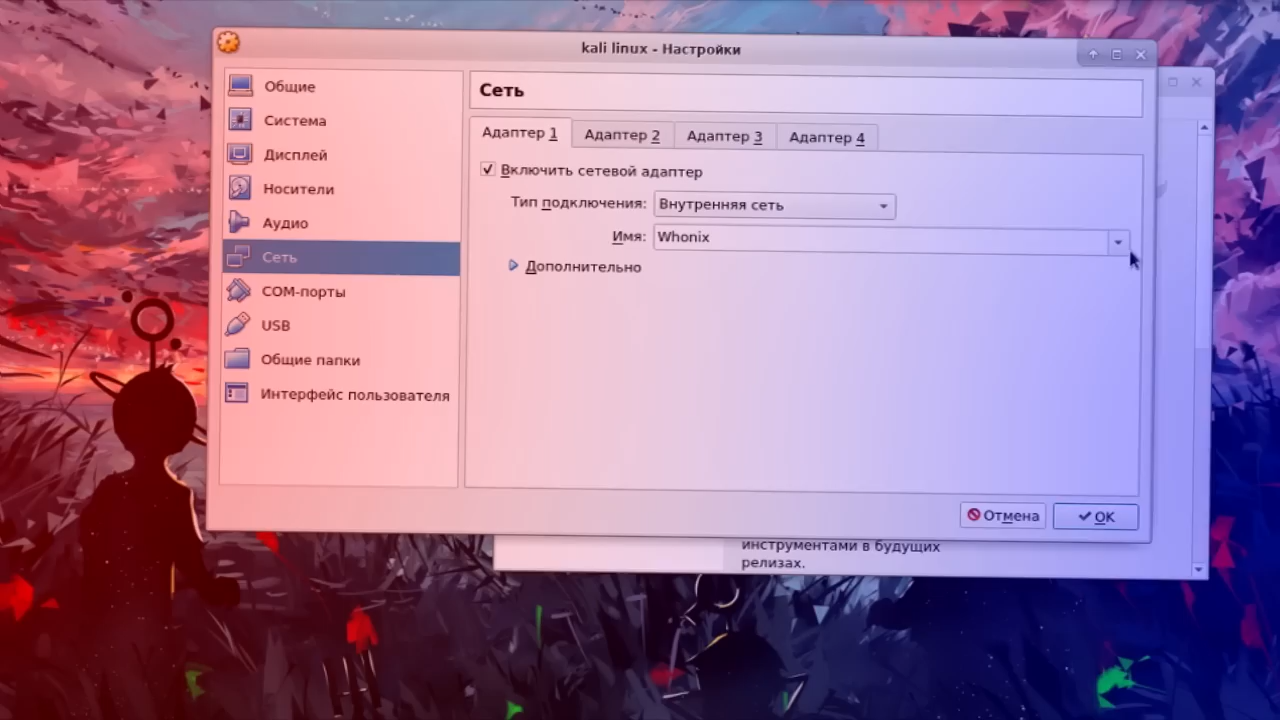 kali linux - Настройки
Общие
Система
Дисплей
Носители
Аудио
Сеть
COM-порты
USB
Общие папки
Интерфейс пользователя
Сеть
Адаптер 1
Адаптер 2
Адаптер 3
Адаптер 4
Включить сетевой адаптер
Тип подключения: Внутренняя сеть
Имя: Whonix
Дополнительно
Отмена
OK
инструментами в будущих
релизах.